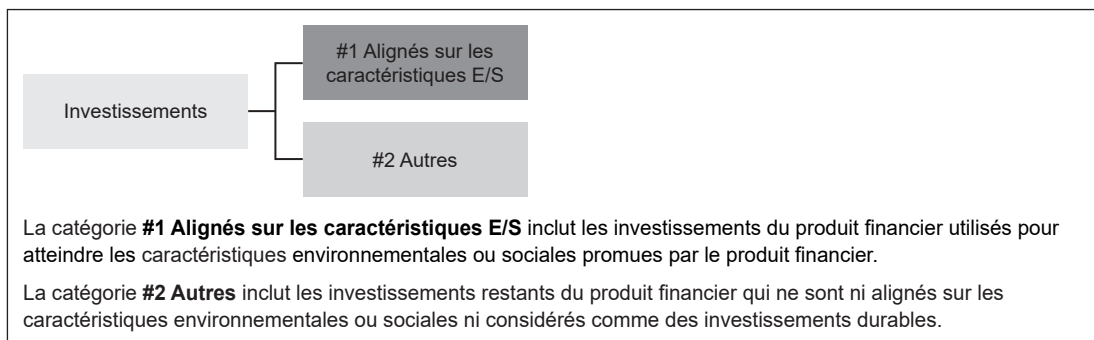 #1 Alignés sur les
caractéristiques E/S
Investissements
#2 Autres
La catégorie #1 Alignés sur les caractéristiques E/S inclut les investissements du produit financier utilisés pour
atteindre les caractéristiques environnementales ou sociales promues par le produit financier.
La catégorie #2 Autres inclut les investissements restants du produit financier qui ne sont ni alignés sur les
caractéristiques environnementales ou sociales ni considérés comme des investissements durables.